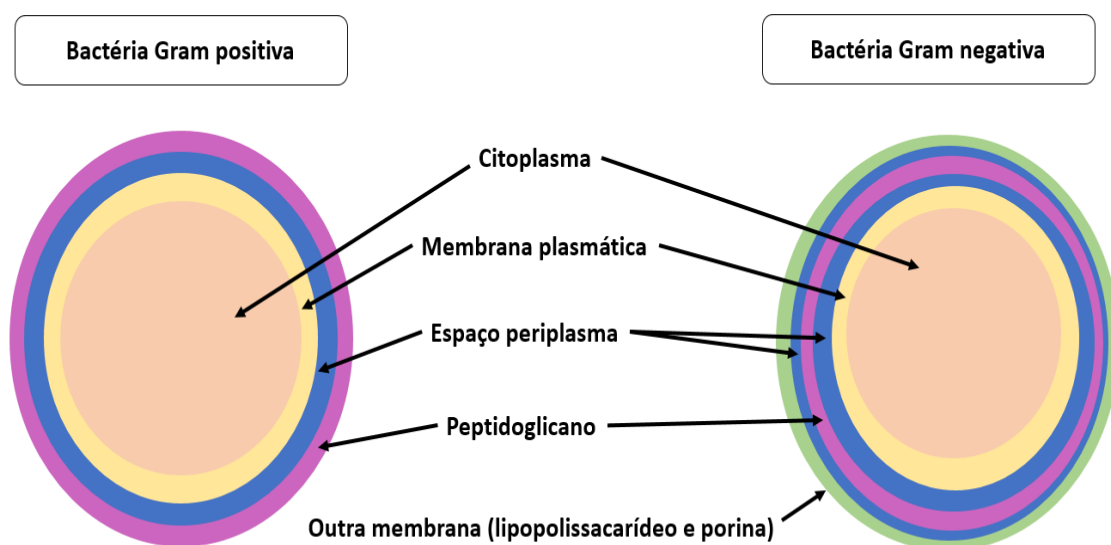 Bactéria Gram positiva
Bactéria Gram negativa
Citoplasma
Membrana plasmática
Espaço periplasma
Peptidoglicano
Outra membrana (lipopolissacarídeo e porina)